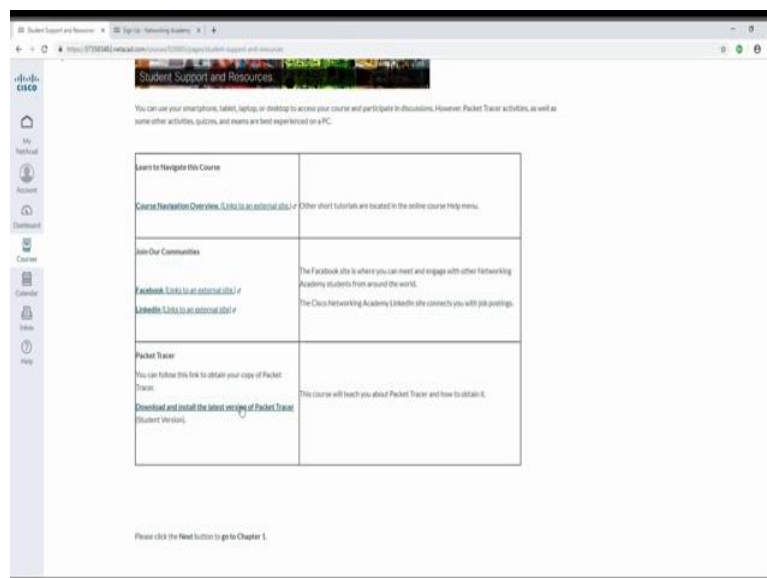 Student Support and Resources
Sign Up - Networking Academy
CISCO
My
NetAcad
Account
Dashboard
Courses
Calendar
Inbox
Help
Student Support and Resources
You can use your smartphone, tablet, laptop, or desktop to access your course and participate in discussions. However, Packet Tracer activities, as well as
some other activities, quizzes, and exams are best experienced on a PC.
Learn to Navigate this Course
Course Navigation Overview. (Links to an external site.)
Other short tutorials are located in the online course Help menu.
Join Our Communities
Facebook (Links to an external site.)
LinkedIn (Links to an external site)
The Facebook site is where you can meet and engage with other Networking
Academy students from around the world.
The Cisco Networking Academy LinkedIn site connects you with job postings.
Packet Tracer
You can follow this link to obtain your copy of Packet
Tracer.
Download and install the latest version of Packet Tracer
(Student Version).
This course will teach you about Packet Tracer and how to obtain it.
Please click the Next button to go to Chapter 1.